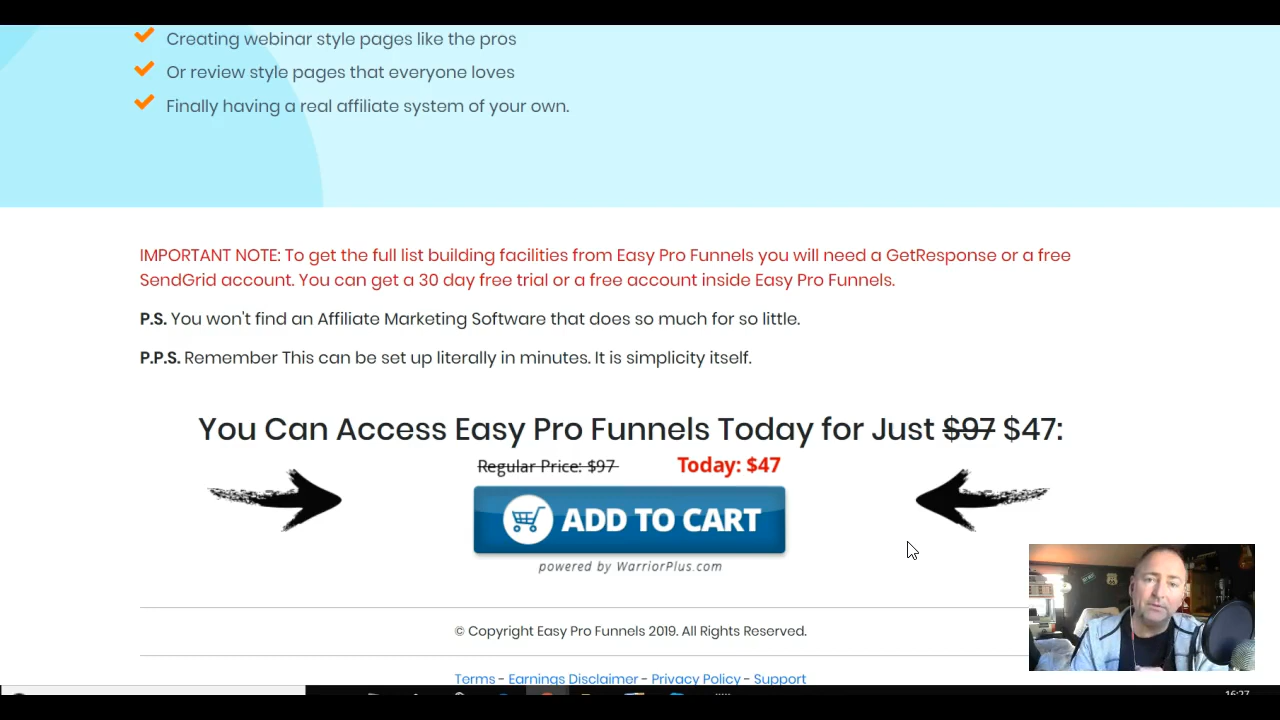 Creating webinar style pages like the pros
Or review style pages that everyone loves
Finally having a real affiliate system of your own.
IMPORTANT NOTE: To get the full list building facilities from Easy Pro Funnels you will need a GetResponse or a free
SendGrid account. You can get a 30 day free trial or a free account inside Easy Pro Funnels.
P.S. You won't find an Affiliate Marketing Software that does so much for so little.
P.P.S. Remember This can be set up literally in minutes. It is simplicity itself.
You Can Access Easy Pro Funnels Today for Just $97 $47:
Regular Price: $97 Today: $47
ADD TO CART
powered by WarriorPlus.com
© Copyright Easy Pro Funnels 2019. All Rights Reserved.
Terms - Earnings Disclaimer - Privacy Policy - Support
16:27